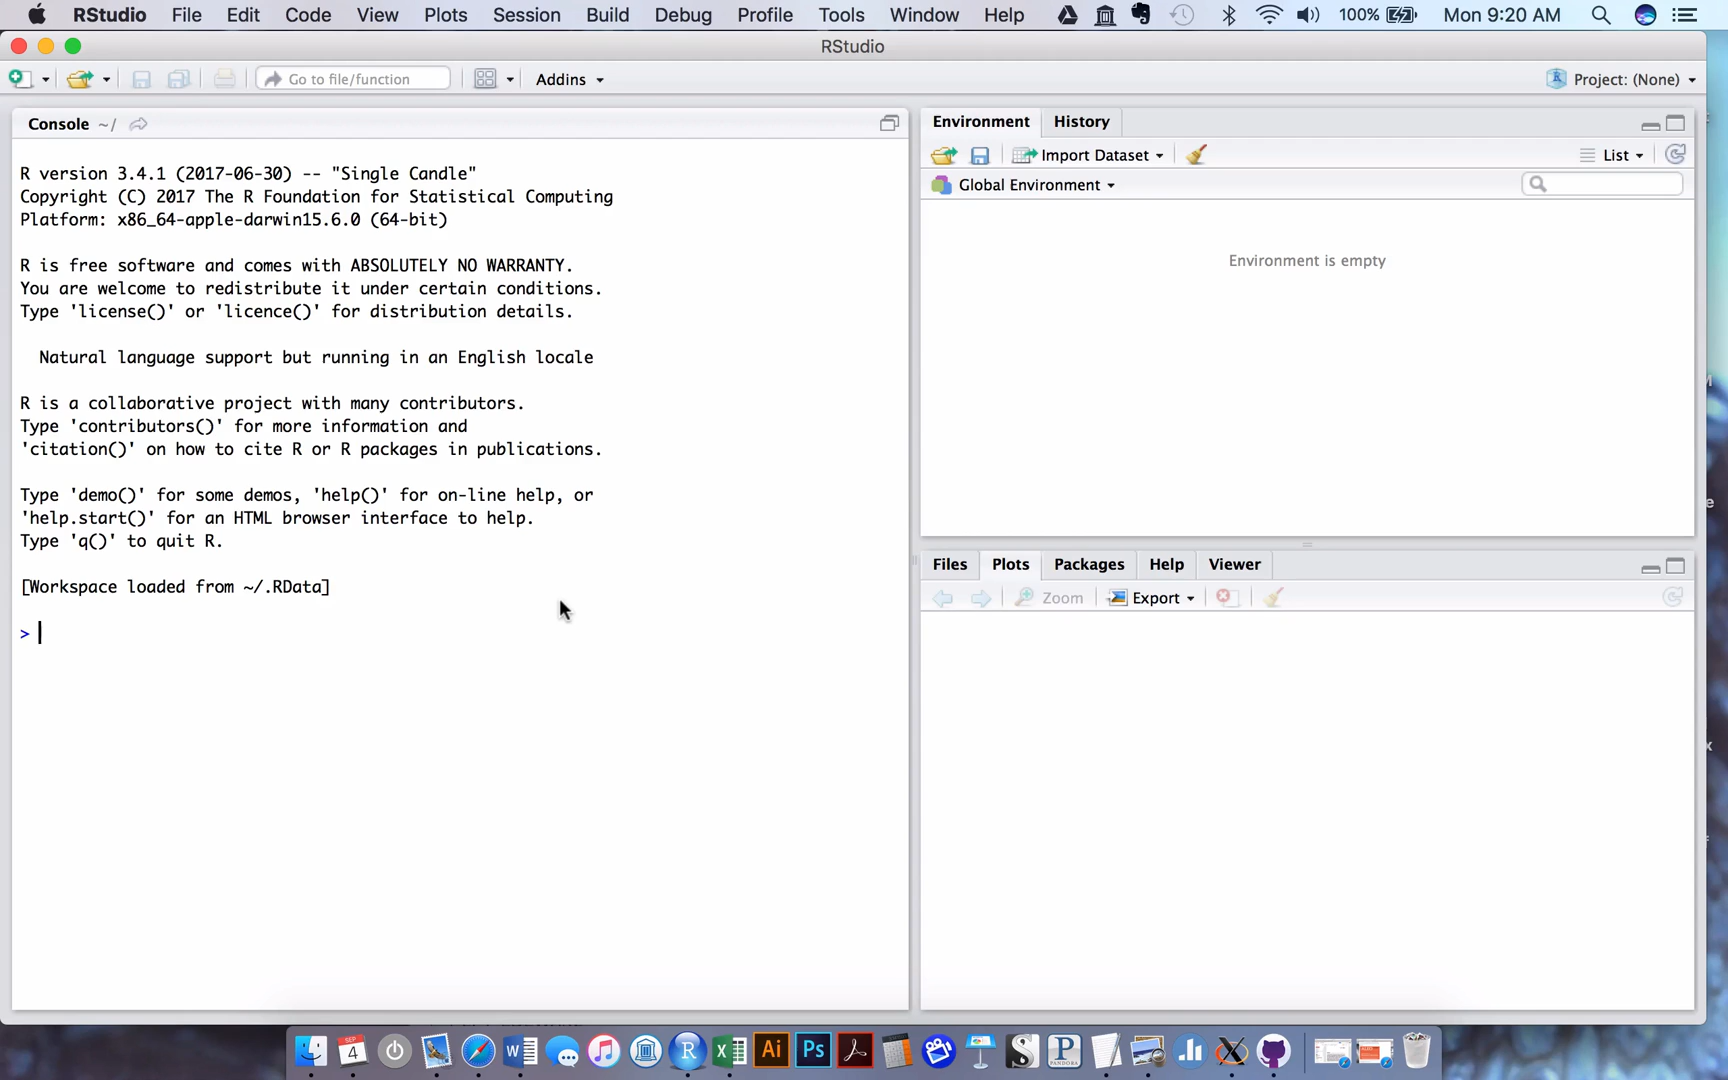 RStudio File Edit Code View Plots Session Build Debug Profile Tools Window Help 100% Mon 9:20 AM
RStudio
Go to file/function Addins Project: (None)
Console ~/
Environment History
Import Dataset List
Global Environment
Environment is empty
R version 3.4.1 (2017-06-30) -- "Single Candle"
Copyright (C) 2017 The R Foundation for Statistical Computing
Platform: x86_64-apple-darwin15.6.0 (64-bit)
R is free software and comes with ABSOLUTELY NO WARRANTY.
You are welcome to redistribute it under certain conditions.
Type 'license()' or 'licence()' for distribution details.
Natural language support but running in an English locale
R is a collaborative project with many contributors.
Type 'contributors()' for more information and
'citation()' on how to cite R or R packages in publications.
Type 'demo()' for some demos, 'help()' for on-line help, or
'help.start()' for an HTML browser interface to help.
Type 'q()' to quit R.
[Workspace loaded from ~/.RData]
>
Files Plots Packages Help Viewer
Zoom Export
SEP
4
W R X Ai Ps S P
PANDORA